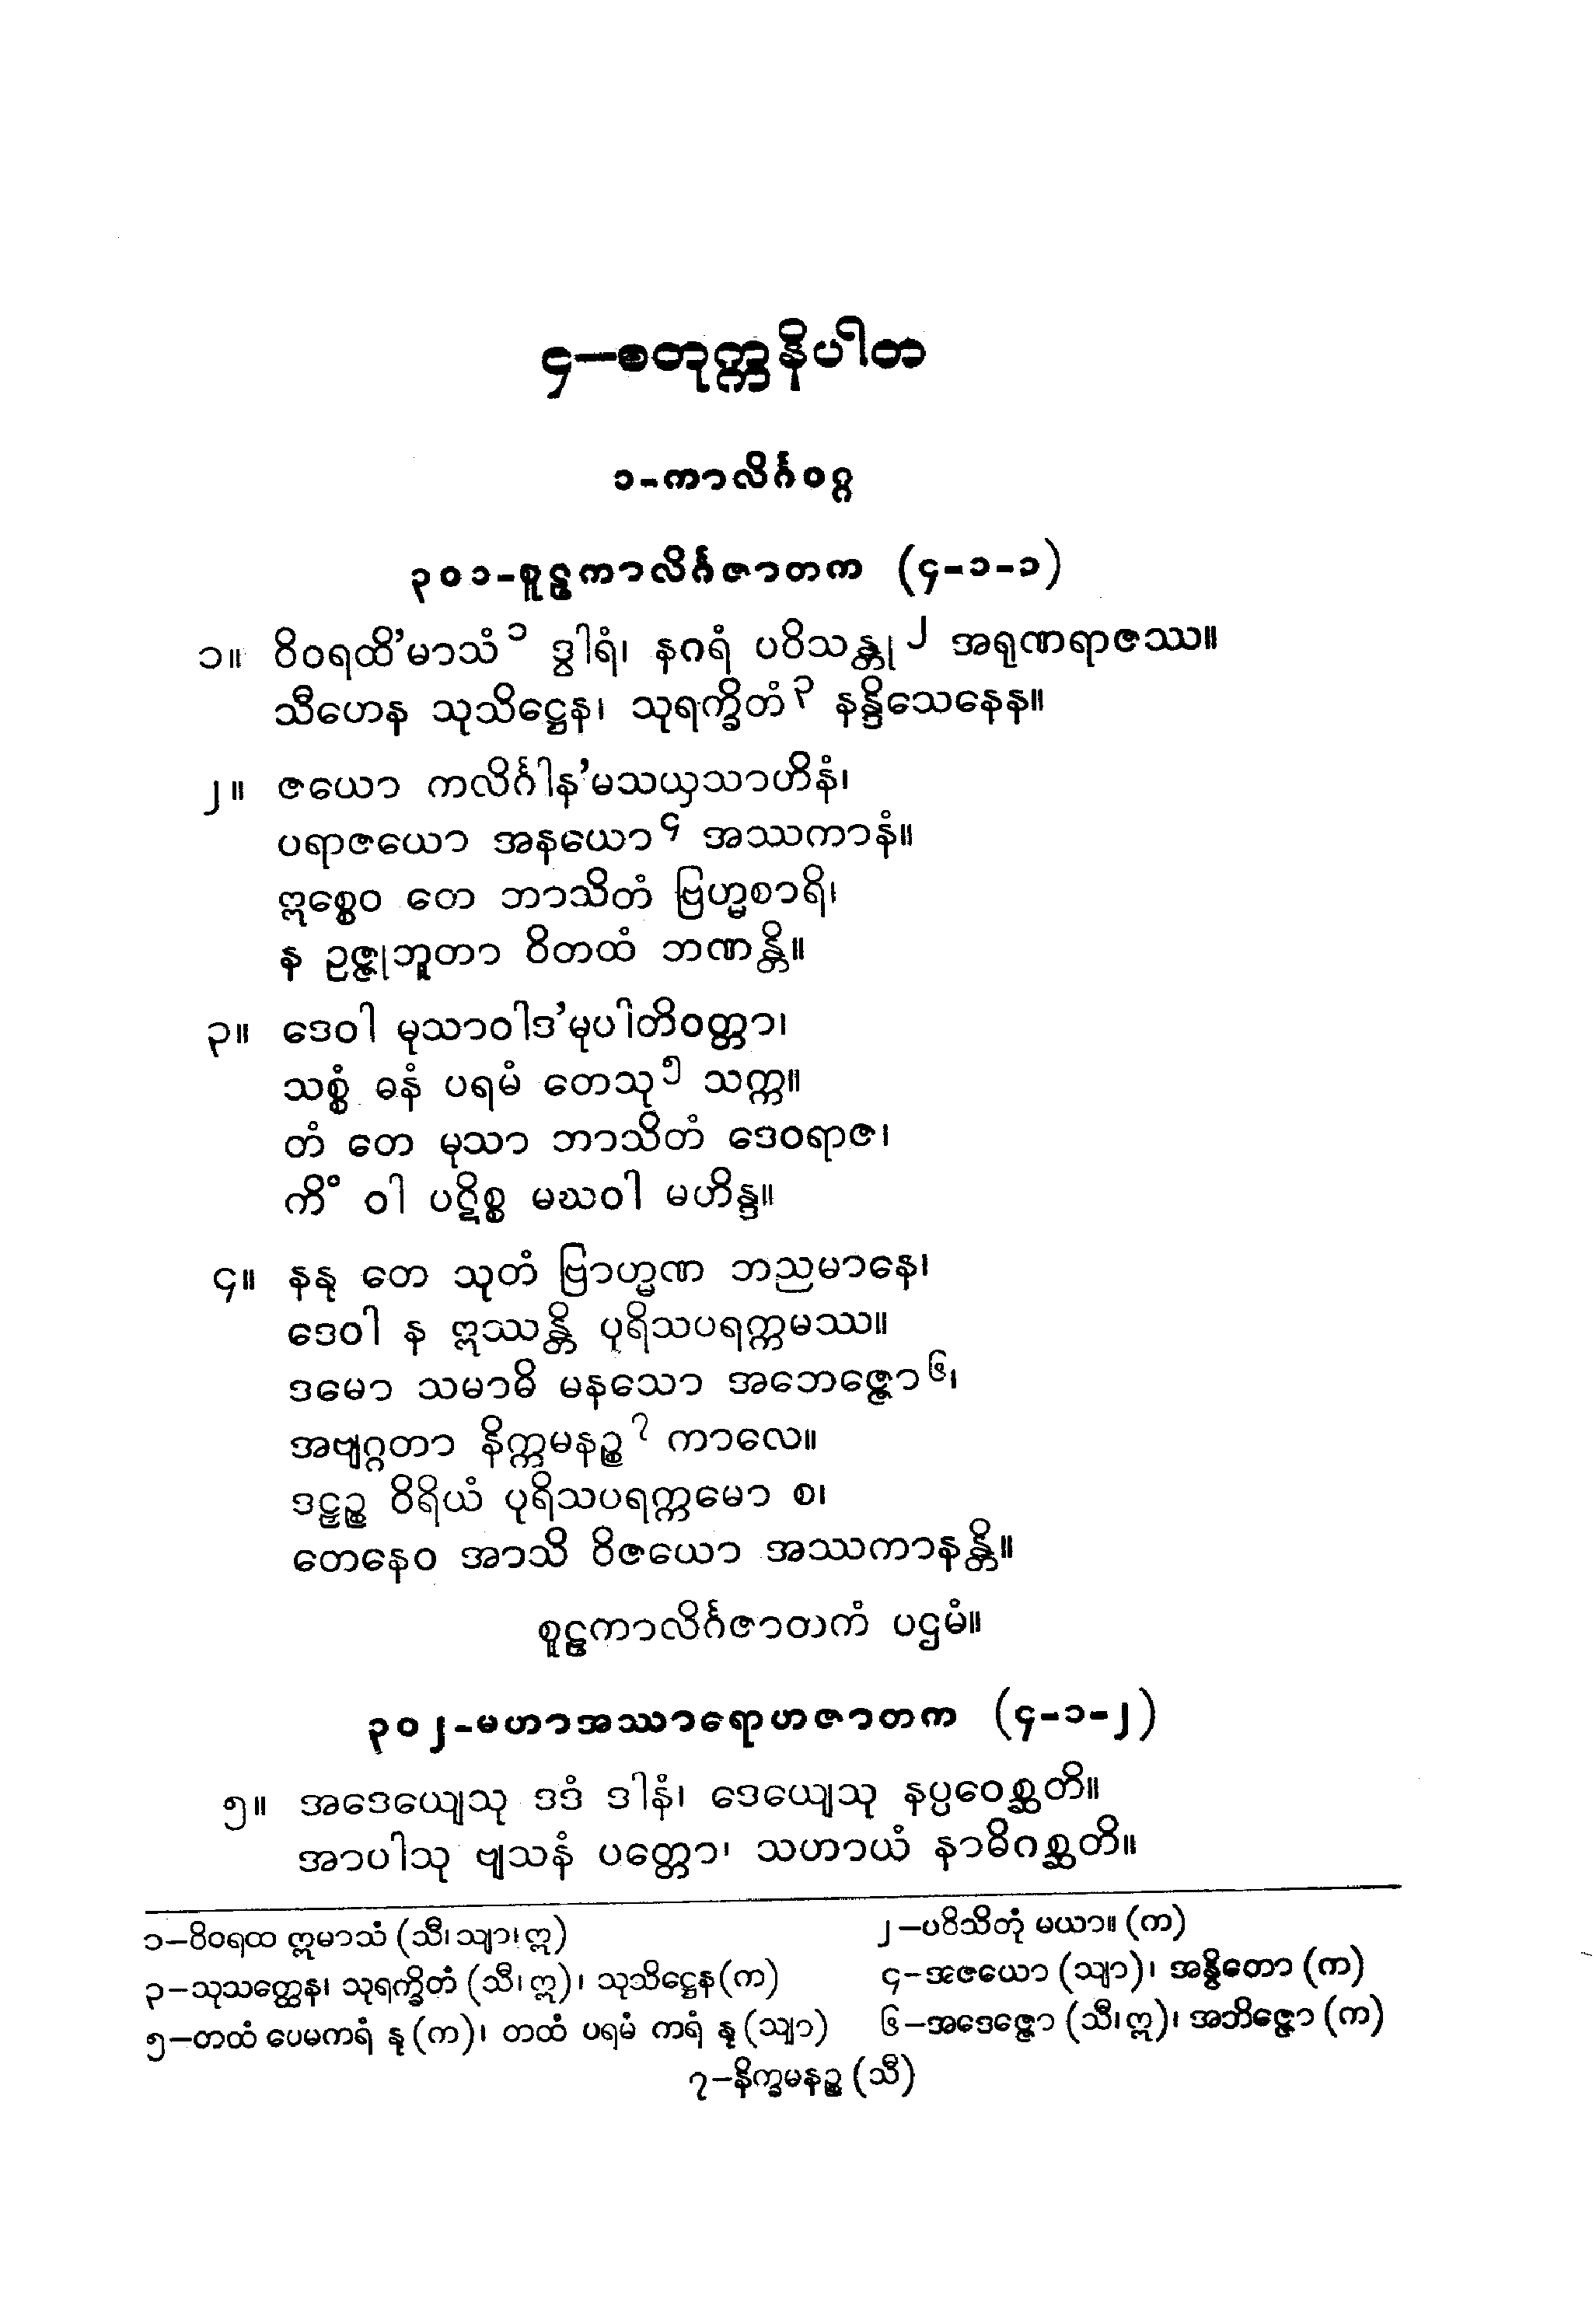 ၄—စတုက္ကနိပါတ
၁-ကာလိင်္ဂဝဂ္ဂ
၃၀၁-စူဠကာလိင်္ဂဇာတက (၄-၁-၁)
၁။ ဝိဝရထိ’မာသံ၁ ဒွါရံ၊ နဂရံ ပဝိသန္တု၂ အရုဏရာဇဿ။
သီဟေန သုသိဋ္ဌေန၊ သုရက္ခိတံ၃ နန္ဒိသေနေန။
၂။ ဇယော ကလိင်္ဂါန’မသယှသာဟိနံ၊
ပရာဇယော အနယော၄ အဿကာနံ။
ဣစ္စေဝ တေ ဘာသိတံ ဗြဟ္မစာရိ၊
န ဥဇ္ဇုဘူတာ ဝိတထံ ဘဏန္တိ။
၃။ ဒေဝါ မုသာဝါဒ’မုပါတိဝတ္တာ၊
သစ္စံ ဓနံ ပရမံ တေသု၅ သက္က။
တံ တေ မုသာ ဘာသိတံ ဒေဝရာဇ၊
ကိံ ဝါ ပဋိစ္စ မဃဝါ မဟိန္ဒ။
၄။ နနု တေ သုတံ ဗြာဟ္မဏ ဘညမာနေ၊
ဒေဝါ န ဣဿန္တိ ပုရိသပရက္ကမဿ။
ဒမော သမာဓိ မနသော အဘေဇ္ဇော၆၊
အဗျဂ္ဂတာ နိက္ကမနဉ္စ၇ ကာလေ။
ဒဠှဉ္စ ဝီရိယံ ပုရိသပရက္ကမော စ၊
တေနေဝ အာသိ ဝိဇယော အဿကာနန္တိ။
စူဠကာလိင်္ဂဇာတကံ ပဌမံ။
၃၀၂-မဟာအဿာရောဟဇာတက (၄-၁-၂)
၅။ အဒေယျေသု ဒဒံ ဒါနံ၊ ဒေယျေသု နပ္ပဝေစ္ဆတိ။
အာပါသု ဗျသနံ ပတ္တော၊ သဟာယံ နာဓိဂစ္ဆတိ။
၁—ဝိဝရထ ဣမာသံ (သီ၊သျာ၊ဣ) ၂—ပဝိသိတုံ မယာ။ (က)
၃—သုသတ္ထေန၊ သုရက္ခိတံ (သီ၊ဣ)၊ သုသိဋ္ဌေန(က) ၄—အဇယော (သျာ)၊ အန္ဝိတော (က)
၅—တထံ ပေမကရံ နု (က)၊ တထံ ပရမံ ကရံ နု (သျာ) ၆—အဒေဇ္ဈော (သီ၊ဣ)၊ အဘိဇ္ဇော (က)
၇—နိက္ခမနဉ္စ (သီ)